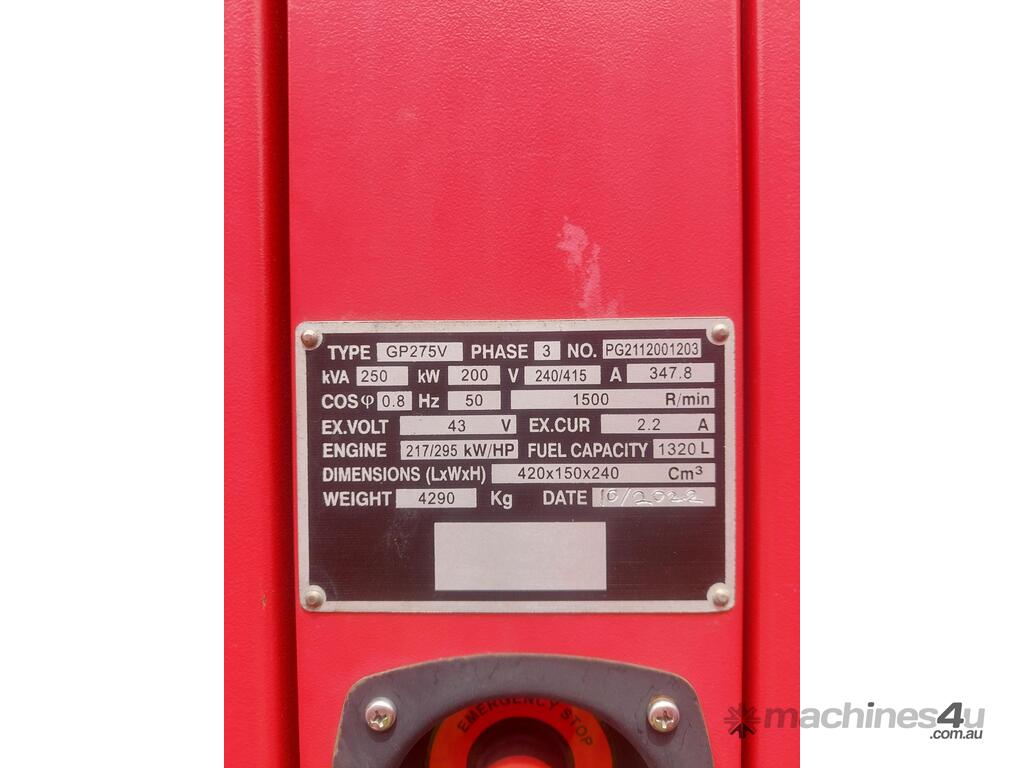 TYPE GP275V PHASE 3 NO. PG2112001203
kVA 250 kW 200 V 240/415 A 347.8
COSφ 0.8 Hz 50 1500 R/min
EX.VOLT 43 V EX.CUR 2.2 A
ENGINE 217/295 kW/HP FUEL CAPACITY 1320 L
DIMENSIONS (LxWxH) 420x150x240 Cm³
WEIGHT 4290 Kg DATE 10/2022
EMERGENCY STOP
machines4u
.com.au